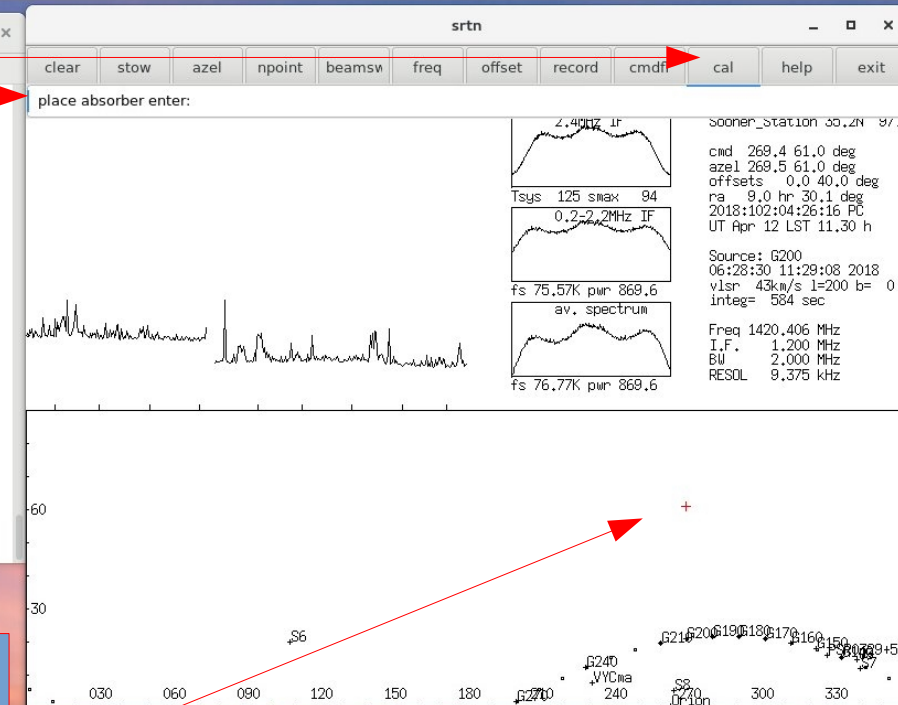 srtn
clear stow azel npoint beamsw freq offset record cal help exit
place absorber enter:
2.4MHz IF
Tsys 125 smax 94
0.2-2.2MHz IF
fs 75.57K pwr 869.6
av. spectrum
fs 76.77K pwr 869.6
Sooner_Station 35.2N
cmd 269.4 61.0 deg
azel 269.5 61.0 deg
offsets 0.0 40.0 deg
ra 9.0 hr 30.1 deg
2018:102:04:26:16 PC
UT Apr 12 LST 11.30 h
Source: G200
06:28:30 11:29:08 2018
vlsr 43km/s l=200 b= 0
integ= 584 sec
Freq 1420.406 MHz
I.F. 1.200 MHz
BW 2.000 MHz
RESOL 9.375 kHz
60
30
S6
G210 G200 G190 G180 G170 G160 G150
S7
G240
VYCma
S8
G270
Orion
030 060 090 120 150 180 210 240 270 300 330